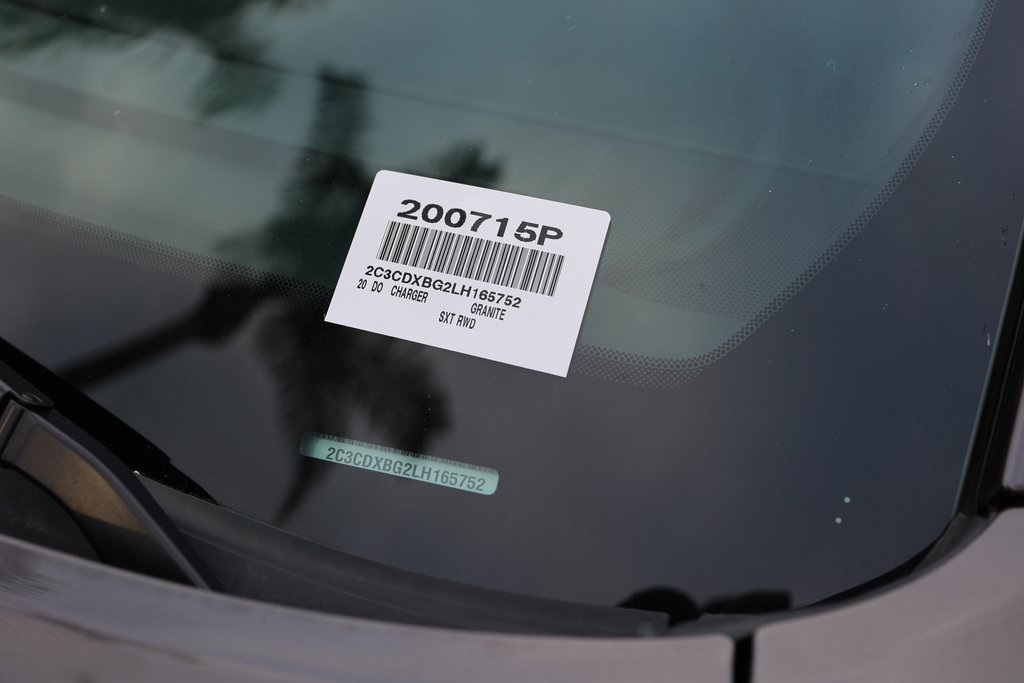 200715P
2C3CDXBG2LH165752
20 DO CHARGER GRANITE
SXT RWD
2C3CDXBG2LH165752